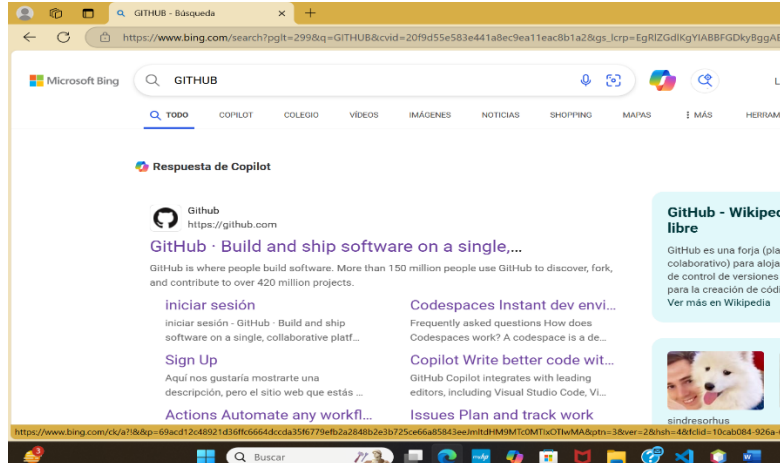 GITHUB - Búsqueda
https://www.bing.com/search?pglt=299&q=GITHUB&cvid=20f9d55e583e441a8ec9ea11eac8b1a2&gs_lcrp=EgRlZGdlKgYIABBFGDkyBggAE
Microsoft Bing
GITHUB
TODO COPILOT COLEGIO VÍDEOS IMÁGENES NOTICIAS SHOPPING MAPAS MÁS HERRAM
Respuesta de Copilot
Github
https://github.com
GitHub · Build and ship software on a single,...
GitHub is where people build software. More than 150 million people use GitHub to discover, fork,
and contribute to over 420 million projects.
iniciar sesión
iniciar sesión - GitHub · Build and ship
software on a single, collaborative platf...
Codespaces Instant dev envi...
Frequently asked questions How does
Codespaces work? A codespace is a de...
Sign Up
Aquí nos gustaría mostrarte una
descripción, pero el sitio web que estás ...
Copilot Write better code wit...
GitHub Copilot integrates with leading
editors, including Visual Studio Code, Vi...
Actions Automate any workfl...
Issues Plan and track work
GitHub - Wikiped
libre
GitHub es una forja (pla
colaborativo) para aloja
de control de versiones
para la creación de códi
Ver más en Wikipedia
sindresorhus
Buscar